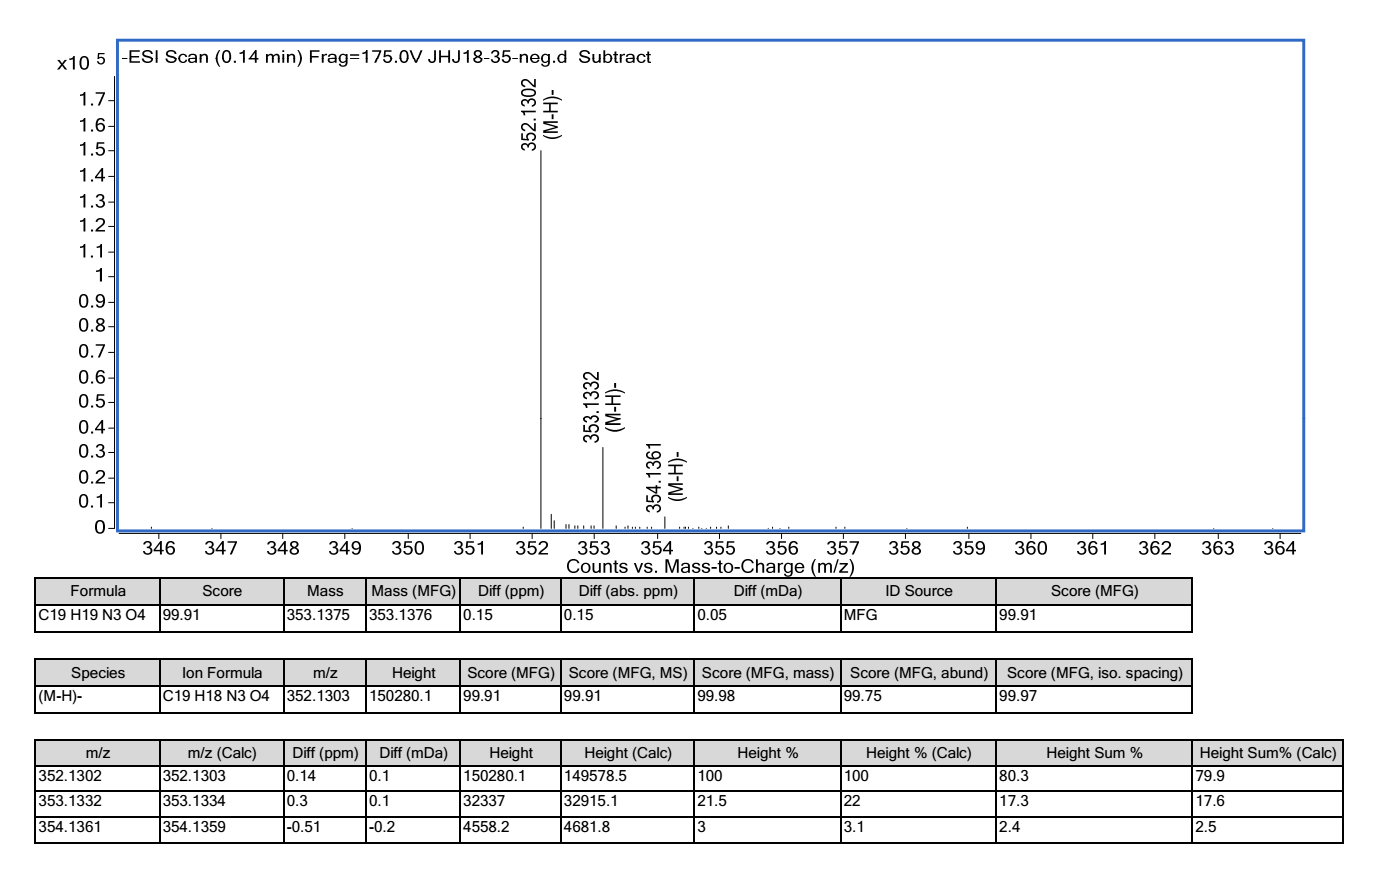 x10 5
-ESI Scan (0.14 min) Frag=175.0V JHJ18-35-neg.d Subtract
352.1302
(M-H)-
353.1332
(M-H)-
354.1361
(M-H)-
1.7
1.6
1.5
1.4
1.3
1.2
1.1
1
0.9
0.8
0.7
0.6
0.5
0.4
0.3
0.2
0.1
0
346 347 348 349 350 351 352 353 354 355 356 357 358 359 360 361 362 363 364
Counts vs. Mass-to-Charge (m/z)
Formula Score Mass Mass (MFG) Diff (ppm) Diff (abs. ppm) Diff (mDa) ID Source Score (MFG)
C19 H19 N3 O4 99.91 353.1375 353.1376 0.15 0.15 0.05 MFG 99.91
Species Ion Formula m/z Height Score (MFG) Score (MFG, MS) Score (MFG, mass) Score (MFG, abund) Score (MFG, iso. spacing)
(M-H)- C19 H18 N3 O4 352.1303 150280.1 99.91 99.91 99.98 99.75 99.97
m/z m/z (Calc) Diff (ppm) Diff (mDa) Height Height (Calc) Height % Height % (Calc) Height Sum % Height Sum% (Calc)
352.1302 352.1303 0.14 0.1 150280.1 149578.5 100 100 80.3 79.9
353.1332 353.1334 0.3 0.1 32337 32915.1 21.5 22 17.3 17.6
354.1361 354.1359 -0.51 -0.2 4558.2 4681.8 3 3.1 2.4 2.5